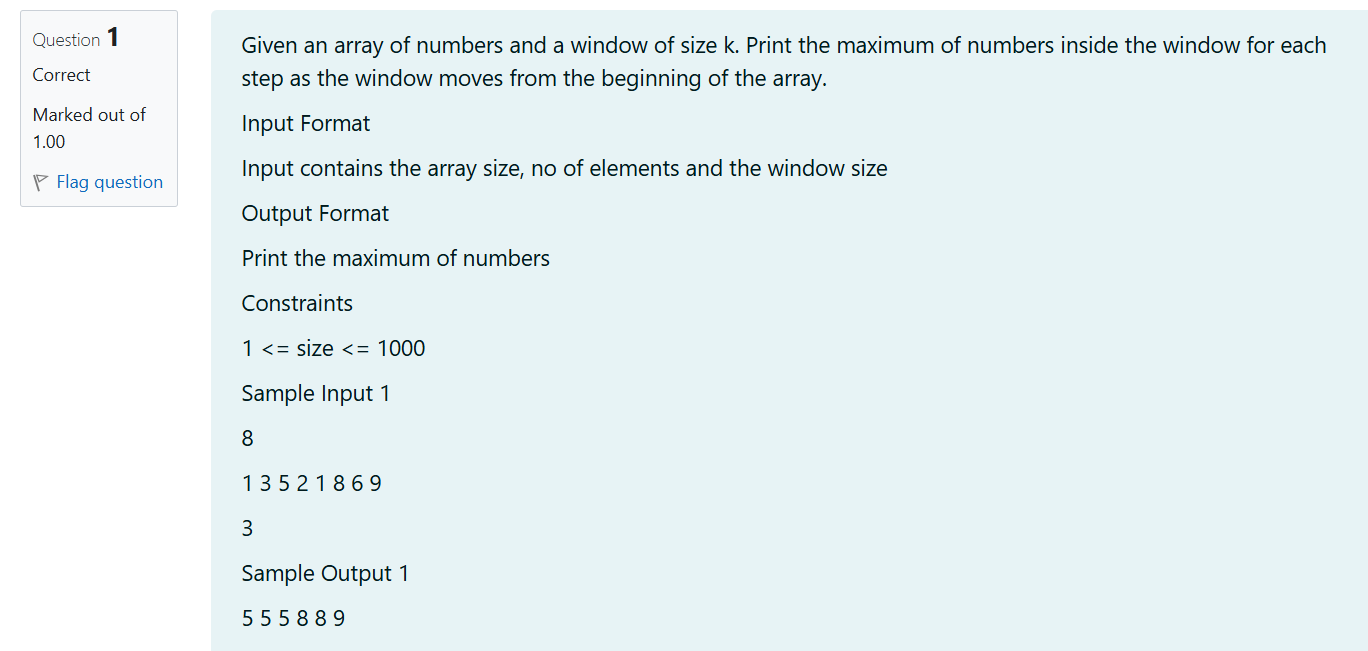 Question 1
Correct
Marked out of
1.00
Flag question
Given an array of numbers and a window of size k. Print the maximum of numbers inside the window for each
step as the window moves from the beginning of the array.
Input Format
Input contains the array size, no of elements and the window size
Output Format
Print the maximum of numbers
Constraints
1 <= size <= 1000
Sample Input 1
8
1 3 5 2 1 8 6 9
3
Sample Output 1
5 5 5 8 8 9